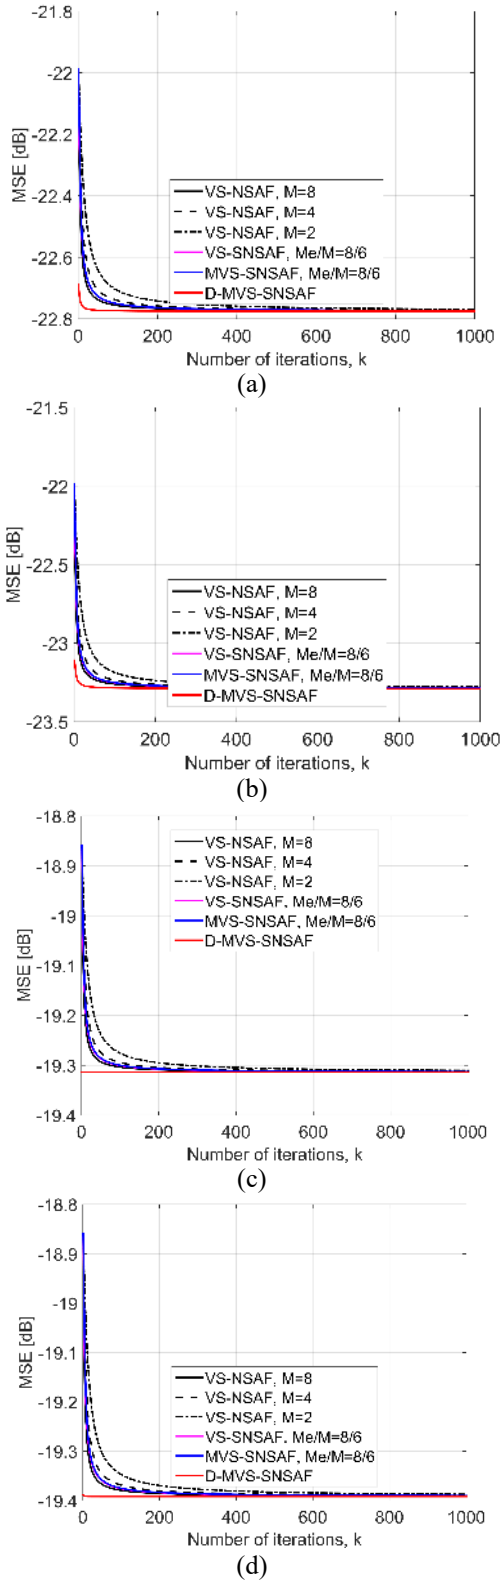 -21.8
-22
-22.2
-22.4
-22.6
-22.8
MSE [dB]
VS-NSAF, M=8
VS-NSAF, M=4
VS-NSAF, M=2
VS-SNSAF, Me/M=8/6
MVS-SNSAF, Me/M=8/6
D-MVS-SNSAF
0 200 400 600 800 1000
Number of iterations, k
(a)
-21.5
-22
-22.5
-23
-23.5
MSE [dB]
VS-NSAF, M=8
VS-NSAF, M=4
VS-NSAF, M=2
VS-SNSAF, Me/M=8/6
MVS-SNSAF, Me/M=8/6
D-MVS-SNSAF
0 200 400 600 800 1000
Number of iterations, k
(b)
-18.8
-18.9
-19
-19.1
-19.2
-19.3
-19.4
MSE [dB]
VS-NSAF, M=8
VS-NSAF, M=4
VS-NSAF, M=2
VS-SNSAF, Me/M=8/6
MVS-SNSAF, Me/M=8/6
D-MVS-SNSAF
0 200 400 600 800 1000
Number of iterations, k
(c)
-18.8
-18.9
-19
-19.1
-19.2
-19.3
-19.4
MSE [dB]
VS-NSAF, M=8
VS-NSAF, M=4
VS-NSAF, M=2
VS-SNSAF, Me/M=8/6
MVS-SNSAF, Me/M=8/6
D-MVS-SNSAF
0 200 400 600 800 1000
Number of iterations, k
(d)